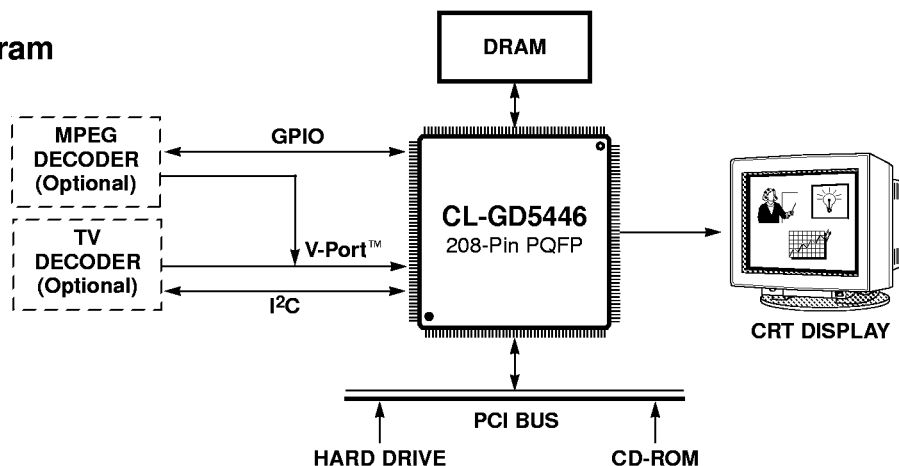 DRAM
MPEG
DECODER
(Optional)
GPIO
TV
DECODER
(Optional)
V-Port™
I²C
CL-GD5446
208-Pin PQFP
CRT DISPLAY
PCI BUS
HARD DRIVE
CD-ROM